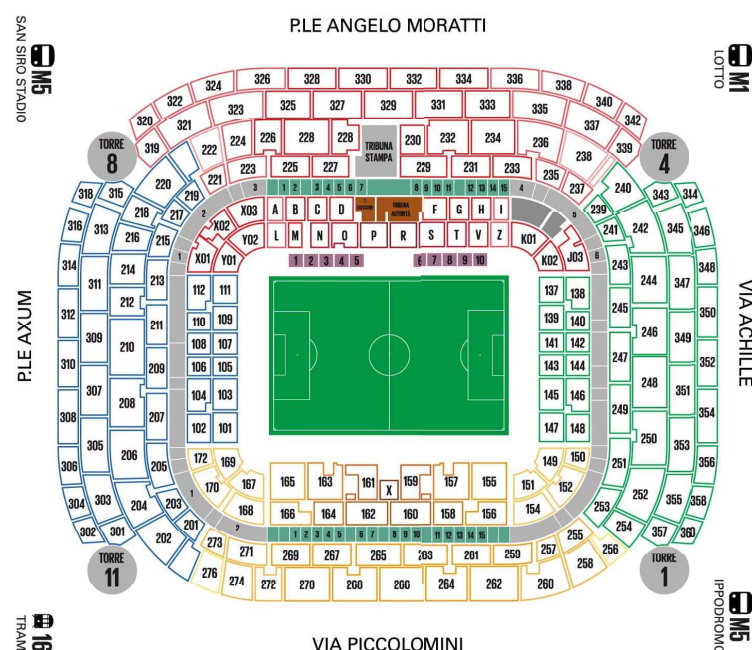 P.LE ANGELO MORATTI
SAN SIRO STADIO
M5
LOTTO
M1
326 328 330 332 334 336
324 338
322 340
320 342
325 327 329 331 333
323 335
321 337
319 339
TORRE
8
TORRE
4
226 228 228 TRIBUNA
STAMPA 230 232 234
222 224 236 238
225 227 229 231 233
221 223 235 237
220 219 240 239
318 315 343 314
3 1 2 3 4 5 6 7 8 9 10 11 12 13 14 15 4
A B C D TRIBUNA
AUTORITÀ F G H I
X03 X02 2 5
218 217 241 242
316 313 345 346
L M N O P R S T V Z K01
Y02 X01 Y01 K02 J03
216 215
1 2 3 4 5 6 7 8 9 10
1 6
314 214 213 243 244 348
311 212 347 350
112 111 137 138
312 211 245 246
110 109 139 140
309 210 349 352
108 107 141 142
310 209 247
106 105 143 144
307 208 248 351 354
104 103 145 146
308 207 249
102 101 147 148
305 206 250 353
306 205 251 356
P.LE AXUM
VIA ACHILLE
172 169 149 150
170 167 165 163 161 X 159 157 155 151 152
168 166 164 162 160 158 156 154
304 303 204 203 253 252 355 358
302 301 202 201 254 357 360
1 2 1 2 3 4 5 6 7 8 9 10 11 12 13 14 15
273 271 269 267 265 203 201 259 257 255 256
276 274 272 270 200 200 264 262 260 258
TORRE
11
TORRE
1
16
TRAM
VIA PICCOLOMINI
IPPODROMO
M5